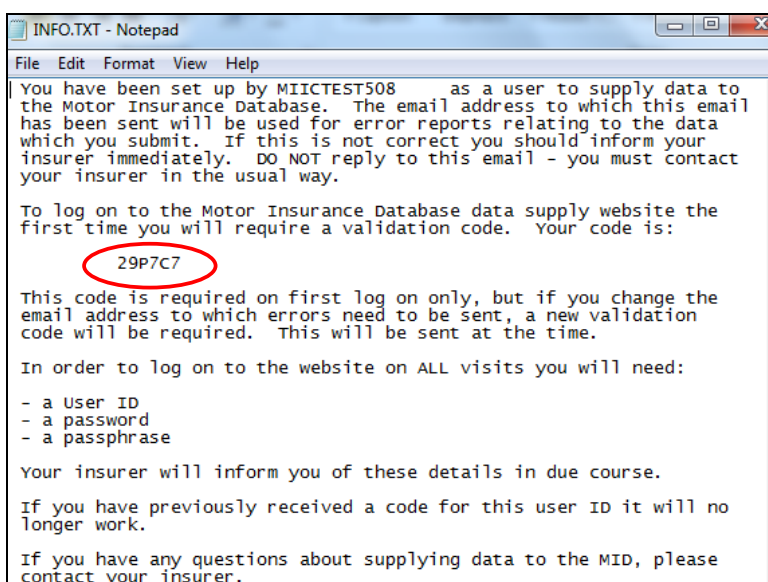 INFO.TXT - Notepad
File Edit Format View Help
You have been set up by MIICTEST508 as a user to supply data to
the Motor Insurance Database. The email address to which this email
has been sent will be used for error reports relating to the data
which you submit. If this is not correct you should inform your
insurer immediately. DO NOT reply to this email - you must contact
your insurer in the usual way.
To log on to the Motor Insurance Database data supply website the
first time you will require a validation code. Your code is:
29P7C7
This code is required on first log on only, but if you change the
email address to which errors need to be sent, a new validation
code will be required. This will be sent at the time.
In order to log on to the website on ALL visits you will need:
- a User ID
- a password
- a passphrase
Your insurer will inform you of these details in due course.
If you have previously received a code for this user ID it will no
longer work.
If you have any questions about supplying data to the MID, please
contact your insurer.